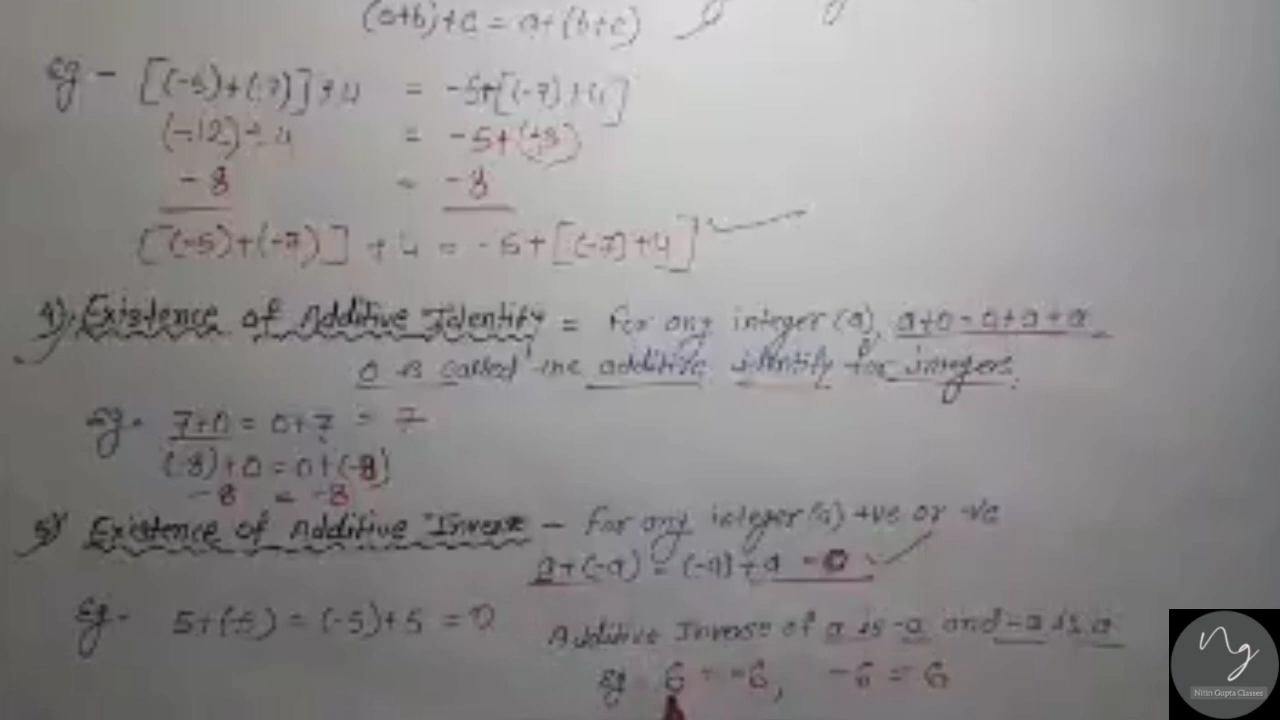 (a+b)+c = a+(b+c)
Eg - [(-5)+(-7)]+4 = -5+[(-7)+4]
(-12)+4 = -5+(-3)
-8 = -8
[(-5)+(-7)] + 4 = -5+[(-7)+4]
4) Existence of Additive Identity = for any integer (a), a+0=0+a=a
0 is called the additive identity for integers.
Eg - 7+0 = 0+7 = 7
(-8)+0 = 0+(-8)
-8 = -8
5) Existence of Additive Inverse - for any integer (a) +ve or -ve
a+(-a) = (-a)+a = 0
Eg - 5+(-5) = (-5)+5 = 0
Additive Inverse of a is -a and -a is a.
Eg - 6 = -6, -6 = 6
Ng
Nitin Gupta Classes